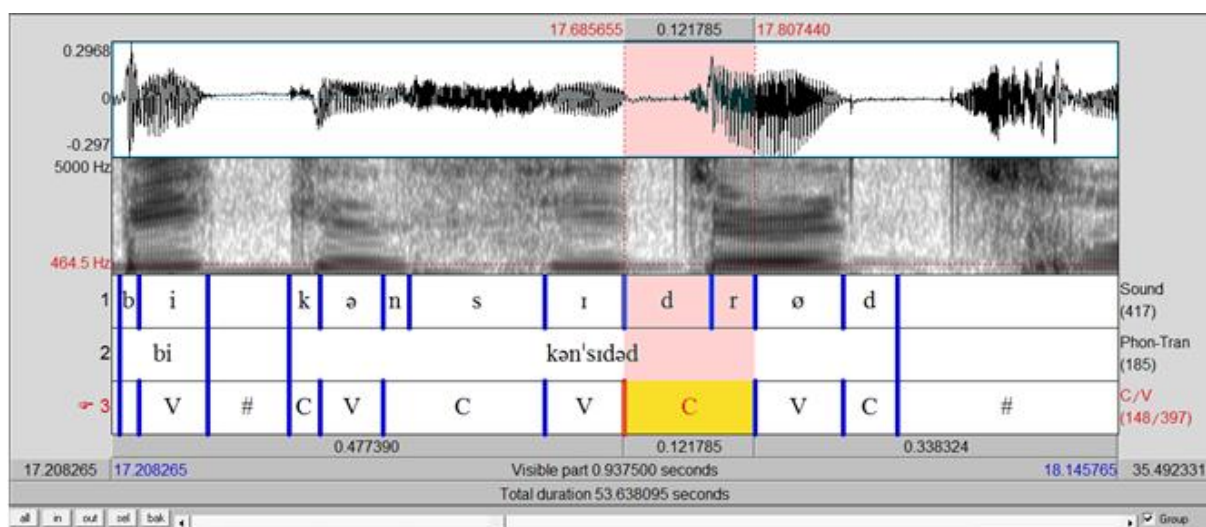 17.685655 0.121785 17.807440
0.2968
0
-0.297
5000 Hz
464.5 Hz
1 b i k ə n s ɪ d r ø d Sound (417)
2 bi kən'sɪdəd Phon-Tran (185)
☞ 3 V # C V C V C V C # C/V (148/397)
0.477390 0.121785 0.338324
17.208265 17.208265 Visible part 0.937500 seconds 18.145765 35.492331
Total duration 53.638095 seconds
all in out sel bak Group